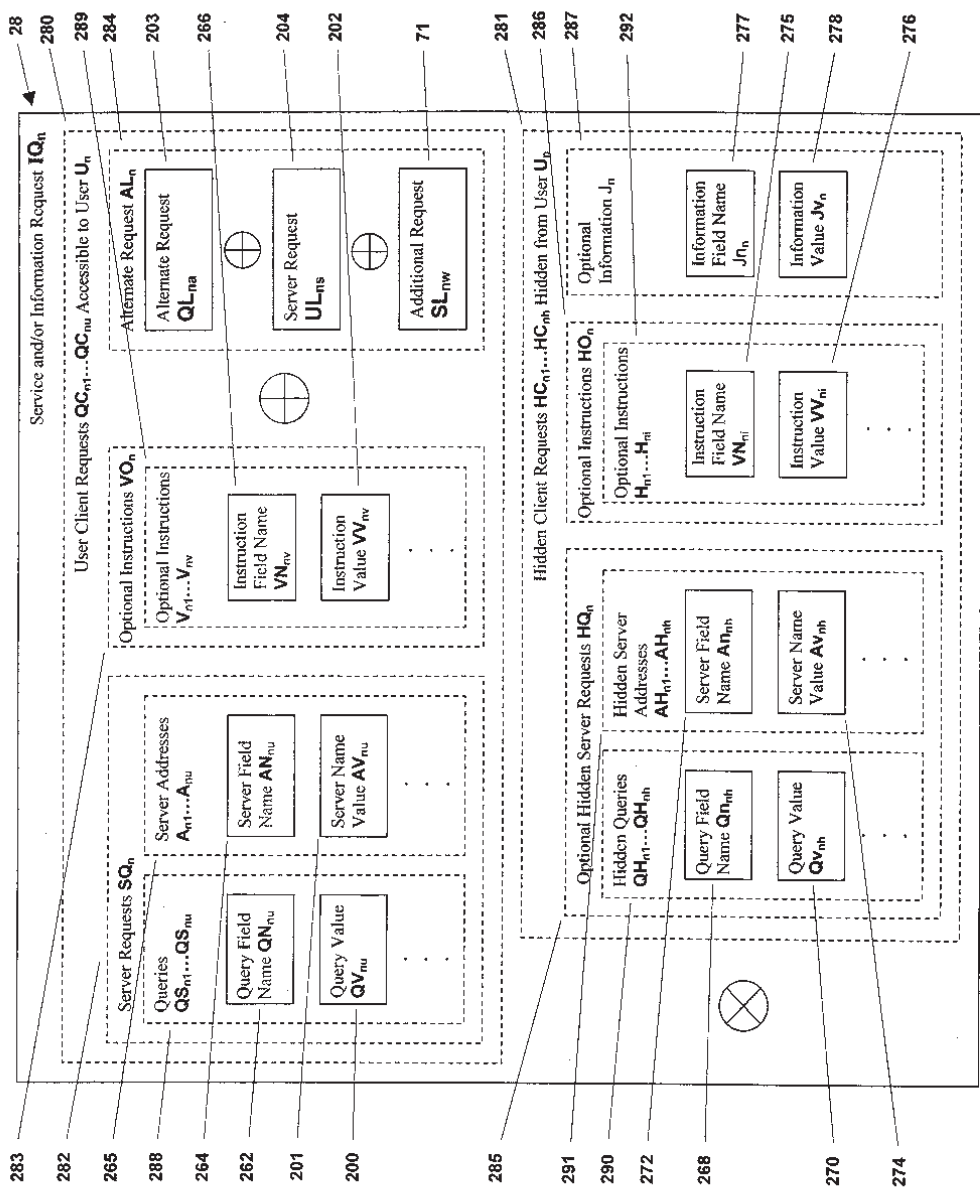 Service and/or Information Request IQn
User Client Requests QCn1...QCnu Accessible to User Un
Server Requests SQn
Queries
QSn1...QSnu
Query Field
Name QNnu
Query Value
QVnu
. . .
Server Addresses
An1...Anu
Server Field
Name ANnu
Server Name
Value AVnu
. . .
Optional Instructions VOn
Optional Instructions
Vn1...Vnv
Instruction
Field Name
VNnv
Instruction
Value VVnv
. . .
Alternate Request ALn
Alternate Request
QLna
Server Request
ULns
Additional Request
SLnw
Hidden Client Requests HCn1...HCnh Hidden from User Un
Optional Hidden Server Requests HQn
Hidden Queries
QHn1...QHnh
Query Field
Name Qnnh
Query Value
Qvnh
. . .
Hidden Server
Addresses
AHn1...AHnh
Server Field
Name Annh
Server Name
Value Avnh
. . .
Optional Instructions HOn
Optional Instructions
Hn1...Hni
Instruction
Field Name
VNni
Instruction
Value VVni
. . .
Optional
Information Jn
Information
Field Name
Jnn
Information
Value Jvn
28
280
289
284
203
266
204
202
71
286
281
287
292
277
275
278
276
283
282
265
288
264
262
201
200
285
291
290
272
268
270
274